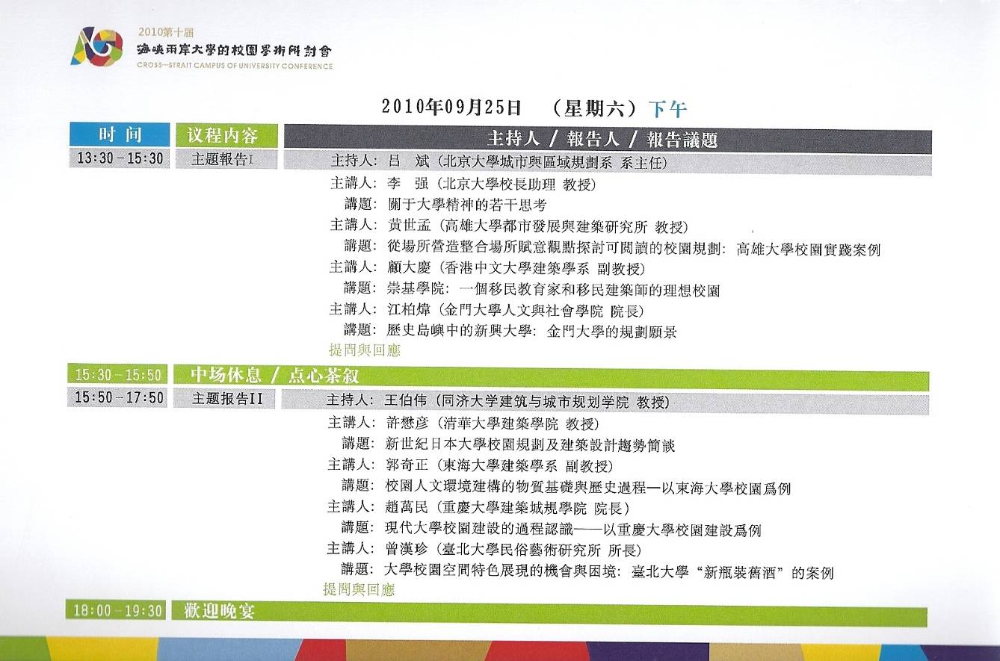 2010第十届
海峽兩岸大學的校園學術研討會
CROSS—STRAIT CAMPUS OF UNIVERSITY CONFERENCE
2010年09月25日 （星期六）下午
时 间 议程内容 主持人 / 報告人 / 報告議題
13:30-15:30 主題報告I 主持人: 吕 斌 (北京大學城市與區域規劃系 系主任)
主講人: 李 强 (北京大學校長助理 教授)
講題: 關于大學精神的若干思考
主講人: 黃世孟 (高雄大學都市發展與建築研究所 教授)
講題: 從場所營造整合場所賦意觀點探討可閱讀的校園規劃: 高雄大學校園實踐案例
主講人: 顧大慶 (香港中文大學建築學系 副教授)
講題: 崇基學院: 一個移民教育家和移民建築師的理想校園
主講人: 江柏煒 (金門大學人文與社會學院 院長)
講題: 歷史島嶼中的新興大學: 金門大學的規劃願景
提問與回應
15:30-15:50 中场休息 / 点心茶叙
15:50-17:50 主题报告II 主持人: 王伯伟 (同济大学建筑与城市规划学院 教授)
主講人: 許懋彦 (清華大學建築學院 教授)
講題: 新世紀日本大學校園規劃及建築設計趨勢簡談
主講人: 郭奇正 (東海大學建築學系 副教授)
講題: 校園人文環境建構的物質基礎與歷史過程—以東海大學校園爲例
主講人: 趙萬民 (重慶大學建築城規學院 院長)
講題: 現代大學校園建設的過程認識——以重慶大學校園建設爲例
主講人: 曾漢珍 (臺北大學民俗藝術研究所 所長)
講題: 大學校園空間特色展現的機會與困境: 臺北大學“新瓶裝舊酒”的案例
提問與回應
18:00-19:30 歡迎晚宴